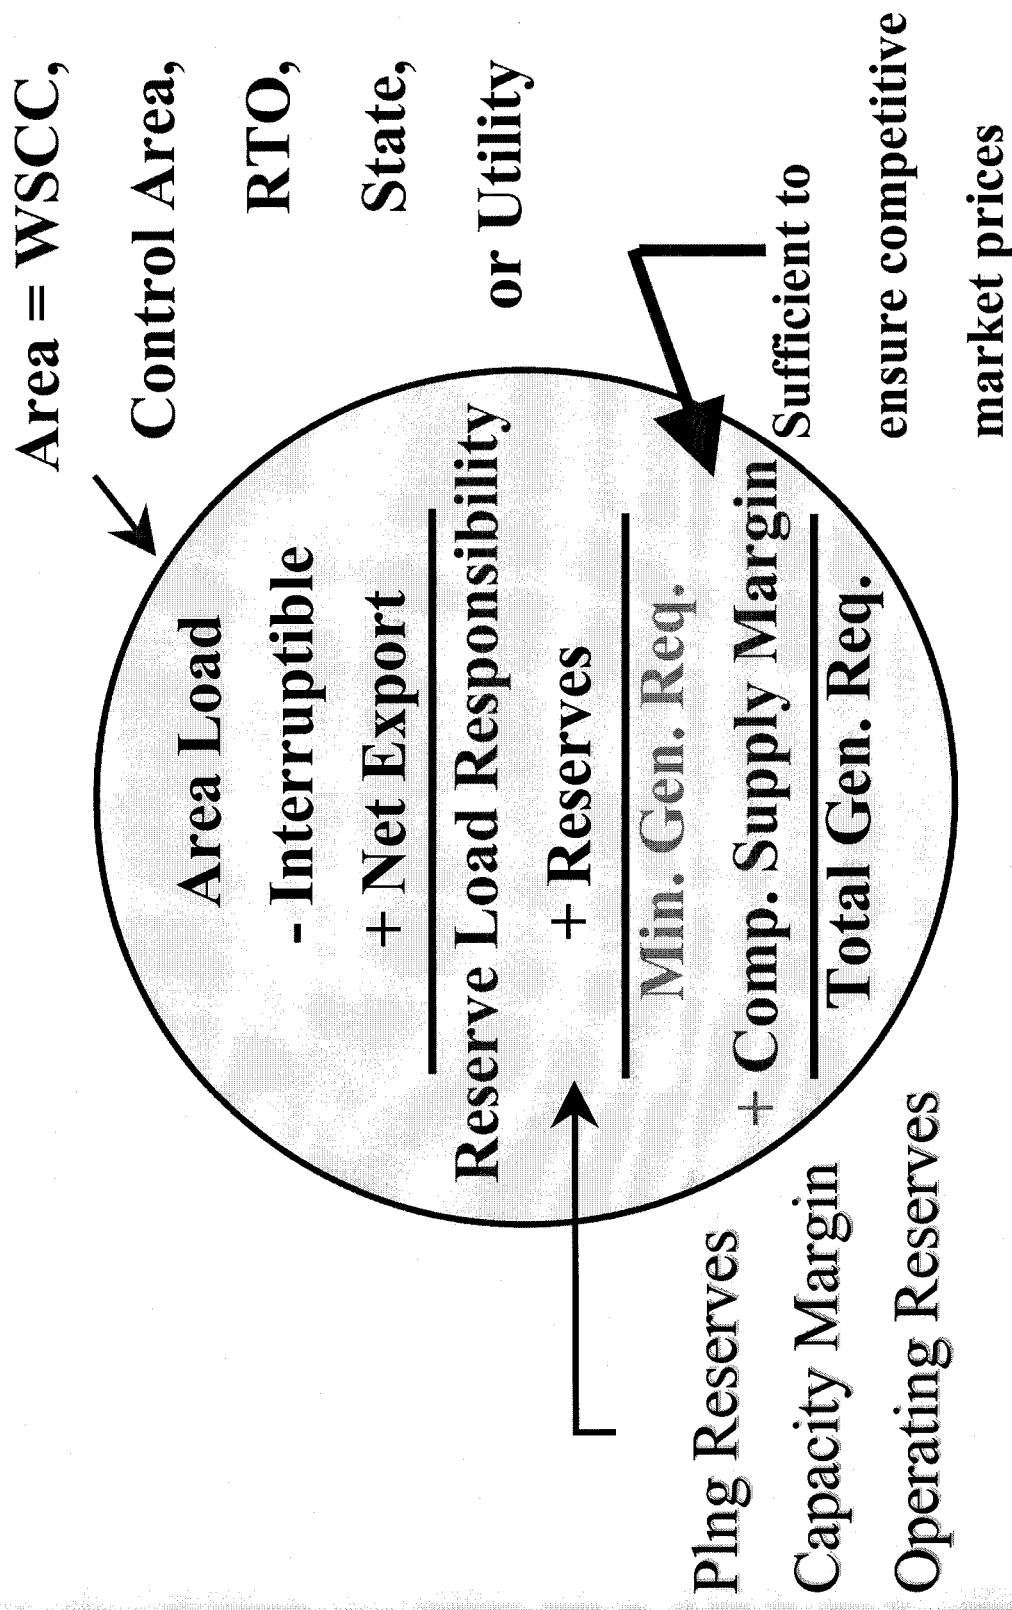 Area = WSCC,
Control Area,
RTO,
State,
or Utility
Area Load
- Interruptible
+ Net Export
Reserve Load Responsibility
+ Reserves
Min. Gen. Req.
+ Comp. Supply Margin
Total Gen. Req.
Plng Reserves
Capacity Margin
Operating Reserves
Sufficient to
ensure competitive
market prices